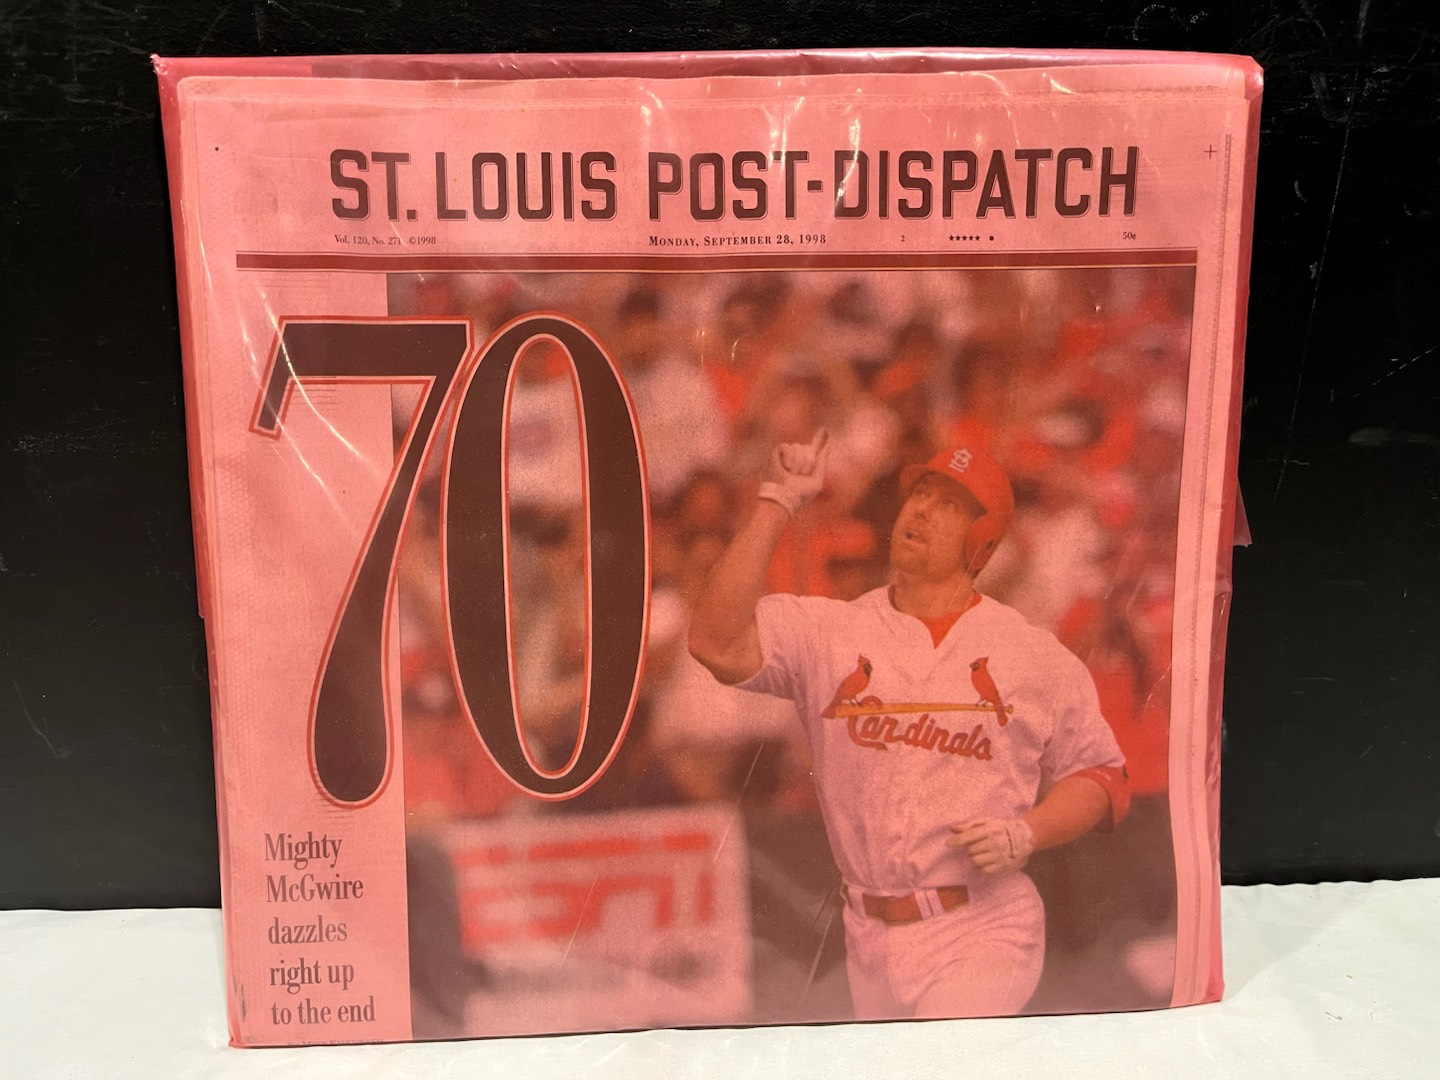 ST. LOUIS POST-DISPATCH
Vol. 120, No. 271 ©1998 MONDAY, SEPTEMBER 28, 1998 2 ★★★★★ ● 50¢
70
Cardinals
ESPN
Mighty
McGwire
dazzles
right up
to the end